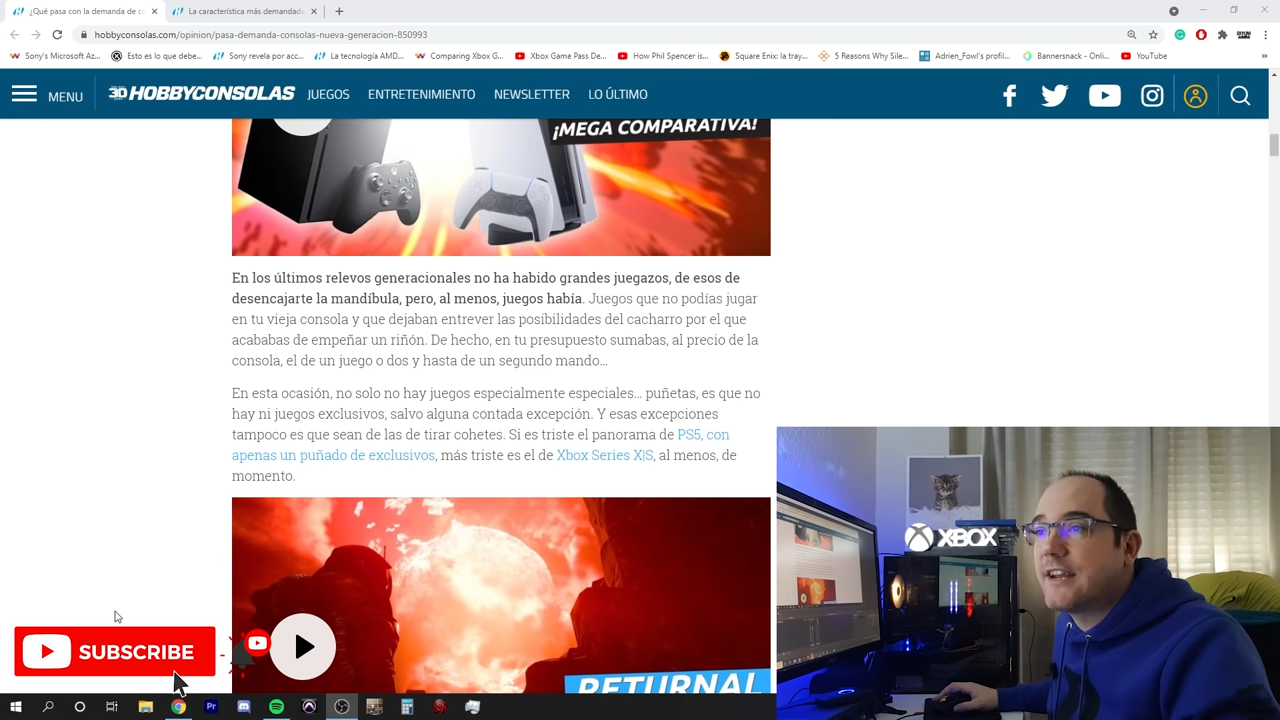 ¿Qué pasa con la demanda de co
La característica más demandada
hobbyconsolas.com/opinion/pasa-demanda-consolas-nueva-generacion-850993
Sony's Microsoft Az...
Esto es lo que debe...
Sony revela por acc...
La tecnología AMD...
Comparing Xbox G...
Xbox Game Pass De...
How Phil Spencer is...
Square Enix: la tray...
5 Reasons Why Sile...
Adrien_Fowl's profil...
Bannersnack - Onli...
YouTube
MENU
HOBBYCONSOLAS
JUEGOS
ENTRETENIMIENTO
NEWSLETTER
LO ÚLTIMO
¡MEGA COMPARATIVA!
En los últimos relevos generacionales no ha habido grandes juegazos, de esos de
desencajarte la mandíbula, pero, al menos, juegos había. Juegos que no podías jugar
en tu vieja consola y que dejaban entrever las posibilidades del cacharro por el que
acababas de empeñar un riñón. De hecho, en tu presupuesto sumabas, al precio de la
consola, el de un juego o dos y hasta de un segundo mando...
En esta ocasión, no solo no hay juegos especialmente especiales... puñetas, es que no
hay ni juegos exclusivos, salvo alguna contada excepción. Y esas excepciones
tampoco es que sean de las de tirar cohetes. Si es triste el panorama de PS5, con
apenas un puñado de exclusivos, más triste es el de Xbox Series X|S, al menos, de
momento.
RETURNAL
XBOX
SUBSCRIBE